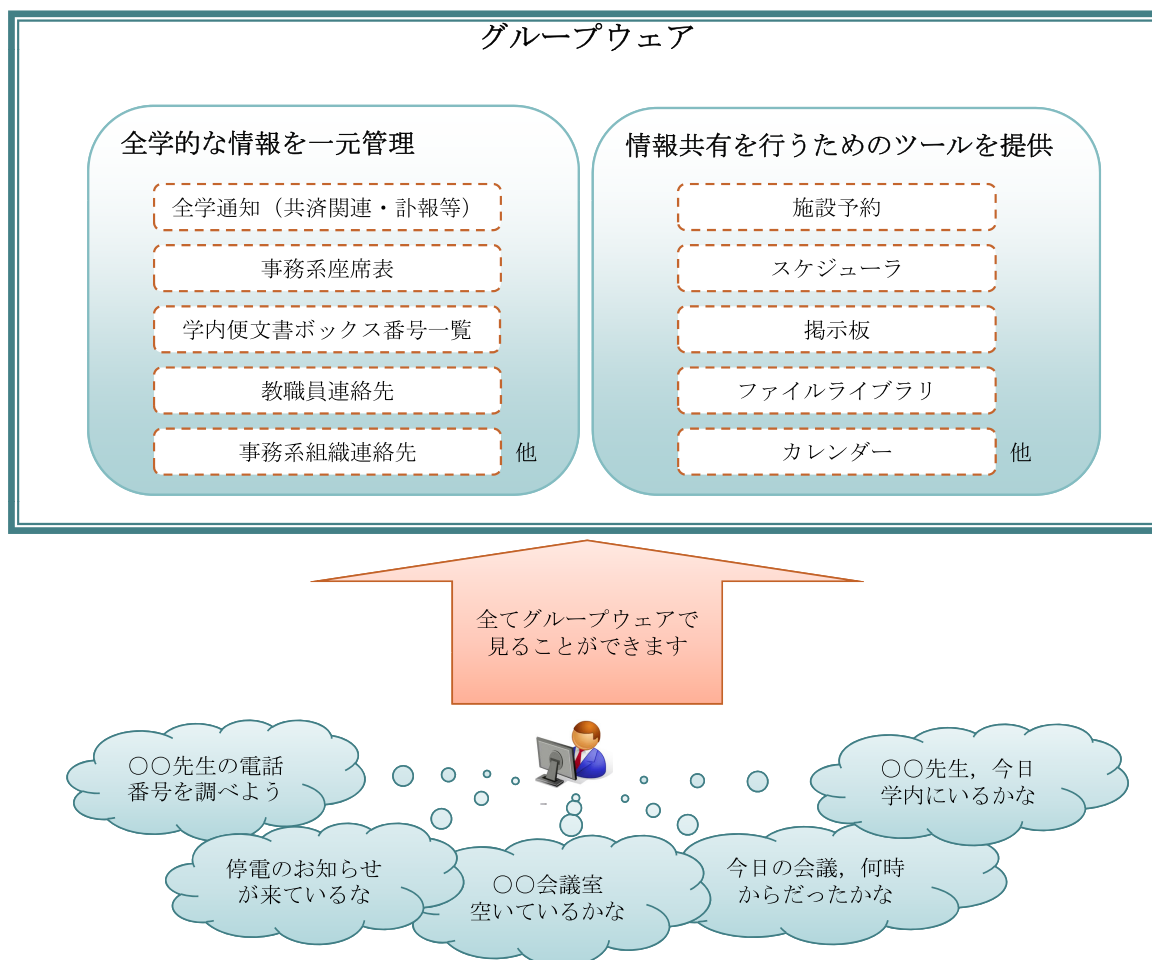 グループウェア
全学的な情報を一元管理
全学通知（共済関連・訃報等）
事務系座席表
学内便文書ボックス番号一覧
教職員連絡先
事務系組織連絡先
他
情報共有を行うためのツールを提供
施設予約
スケジューラ
掲示板
ファイルライブラリ
カレンダー
他
全てグループウェアで
見ることができます
〇〇先生の電話
番号を調べよう
停電のお知らせ
が来ているな
〇〇会議室
空いているかな
今日の会議，何時
からだったかな
〇〇先生，今日
学内にいるかな